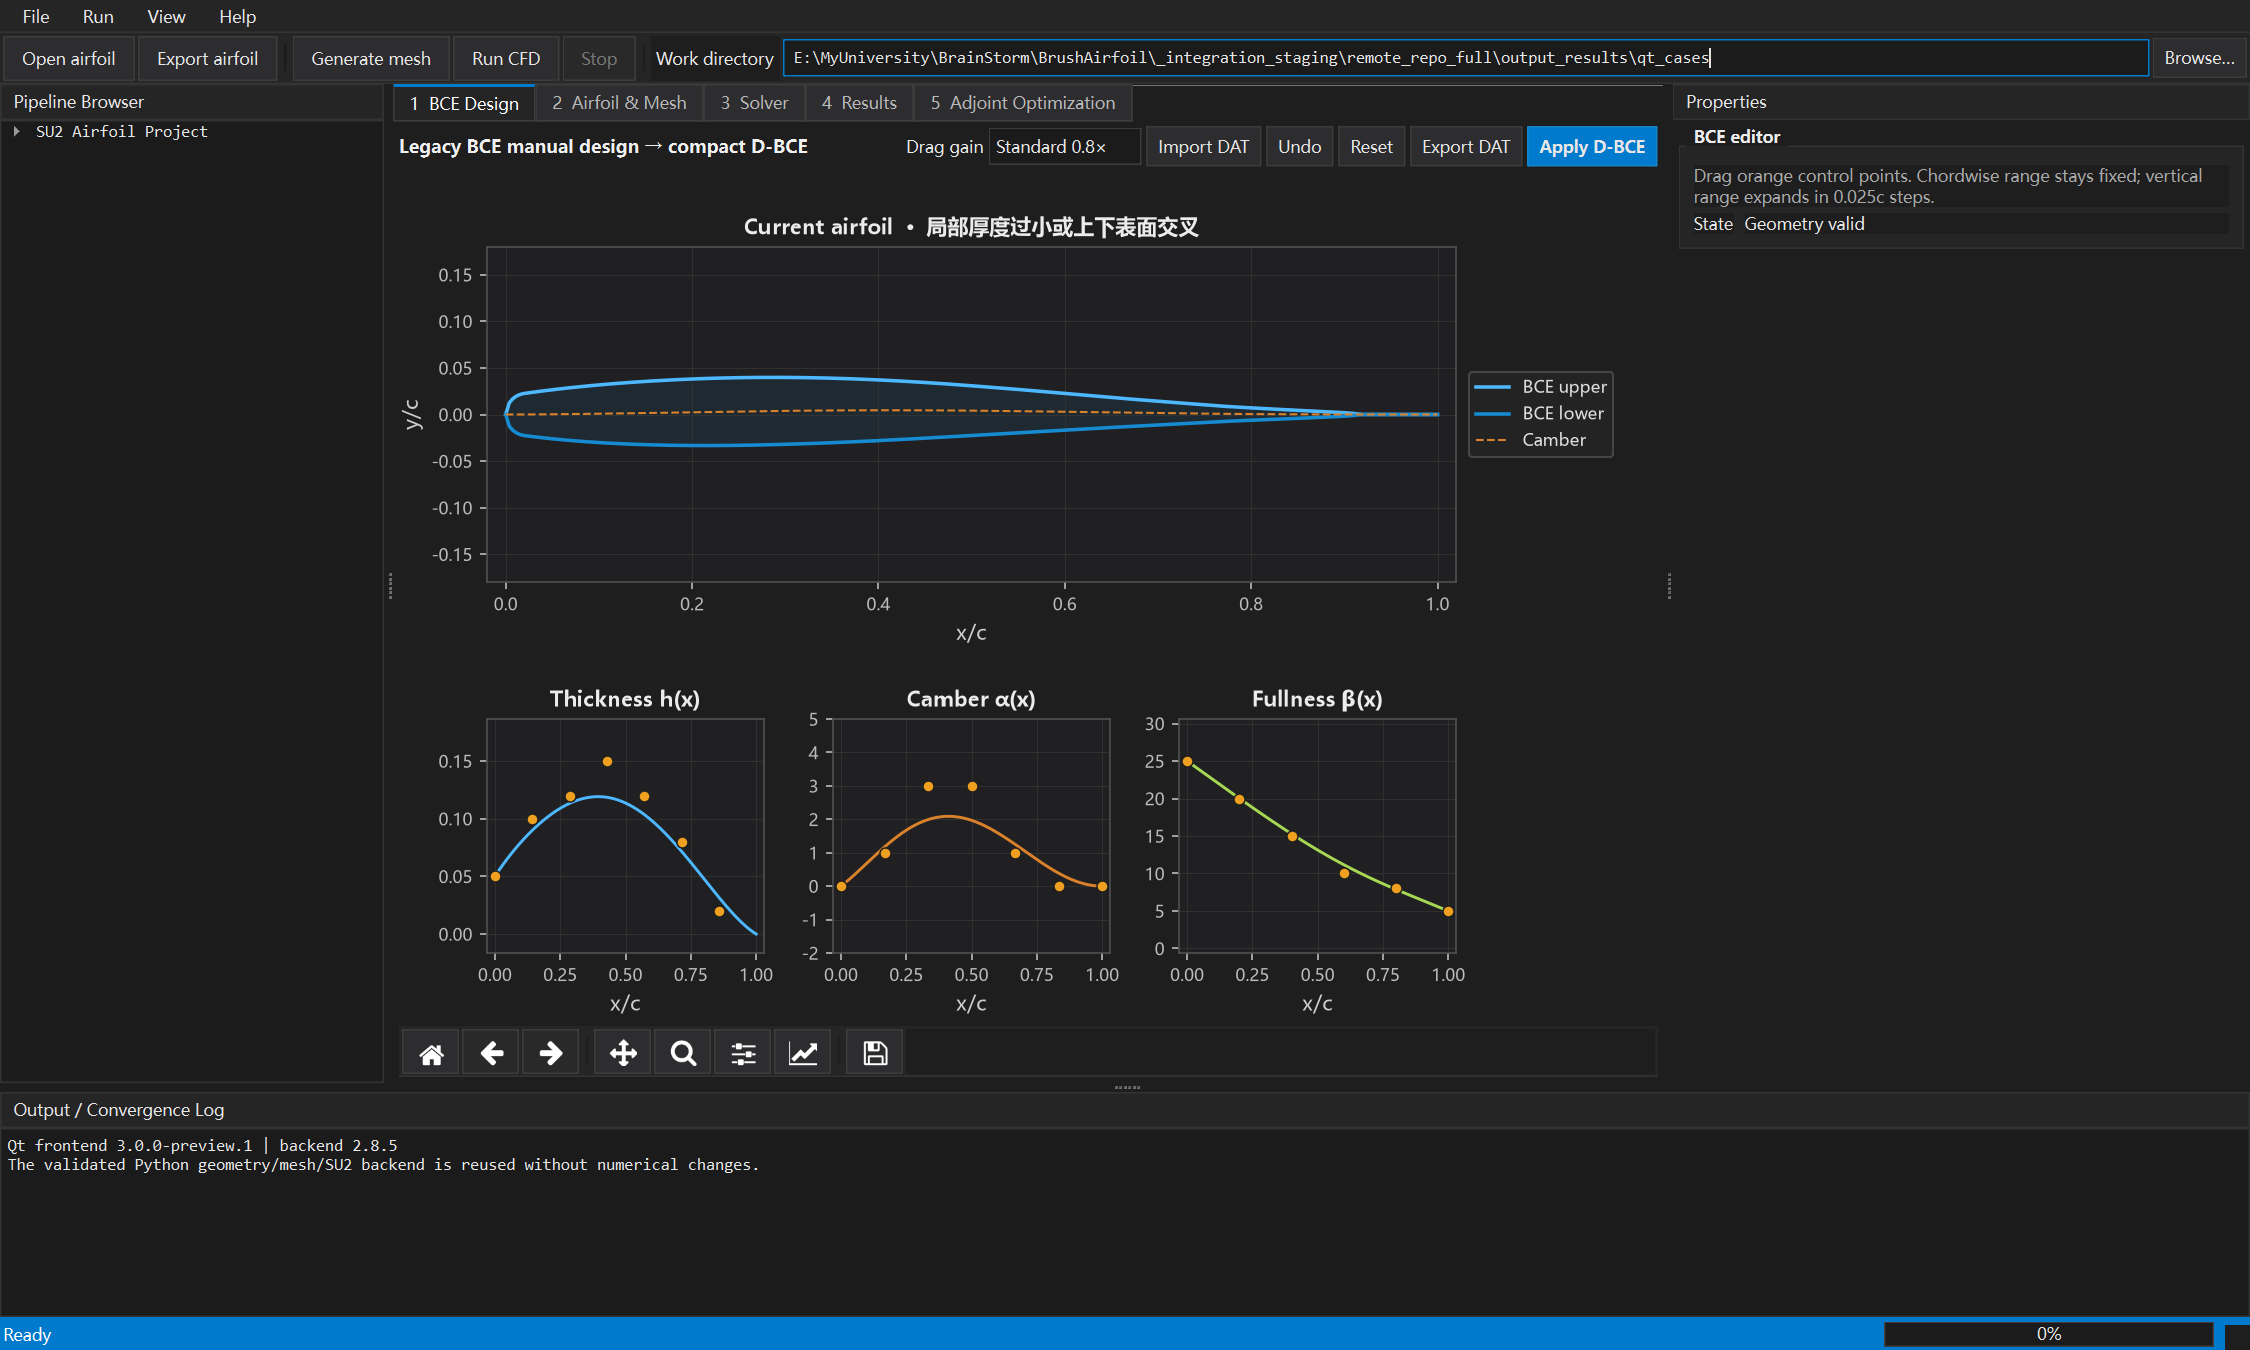 File Run View Help
Open airfoil Export airfoil Generate mesh Run CFD Stop Work directory E:\MyUniversity\BrainStorm\BrushAirfoil\_integration_staging\remote_repo_full\output_results\qt_cases Browse...
Pipeline Browser
SU2 Airfoil Project
1 BCE Design 2 Airfoil & Mesh 3 Solver 4 Results 5 Adjoint Optimization
Legacy BCE manual design → compact D-BCE Drag gain Standard 0.8× Import DAT Undo Reset Export DAT Apply D-BCE
Current airfoil • 局部厚度过小或上下表面交叉
y/c
0.15
0.10
0.05
0.00
-0.05
-0.10
-0.15
0.0 0.2 0.4 0.6 0.8 1.0
x/c
BCE upper
BCE lower
Camber
Thickness h(x)
0.15
0.10
0.05
0.00
0.00 0.25 0.50 0.75 1.00
x/c
Camber α(x)
5
4
3
2
1
0
-1
-2
0.00 0.25 0.50 0.75 1.00
x/c
Fullness β(x)
30
25
20
15
10
5
0
0.00 0.25 0.50 0.75 1.00
x/c
Properties
BCE editor
Drag orange control points. Chordwise range stays fixed; vertical
range expands in 0.025c steps.
State Geometry valid
Output / Convergence Log
Qt frontend 3.0.0-preview.1 | backend 2.8.5
The validated Python geometry/mesh/SU2 backend is reused without numerical changes.
Ready 0%